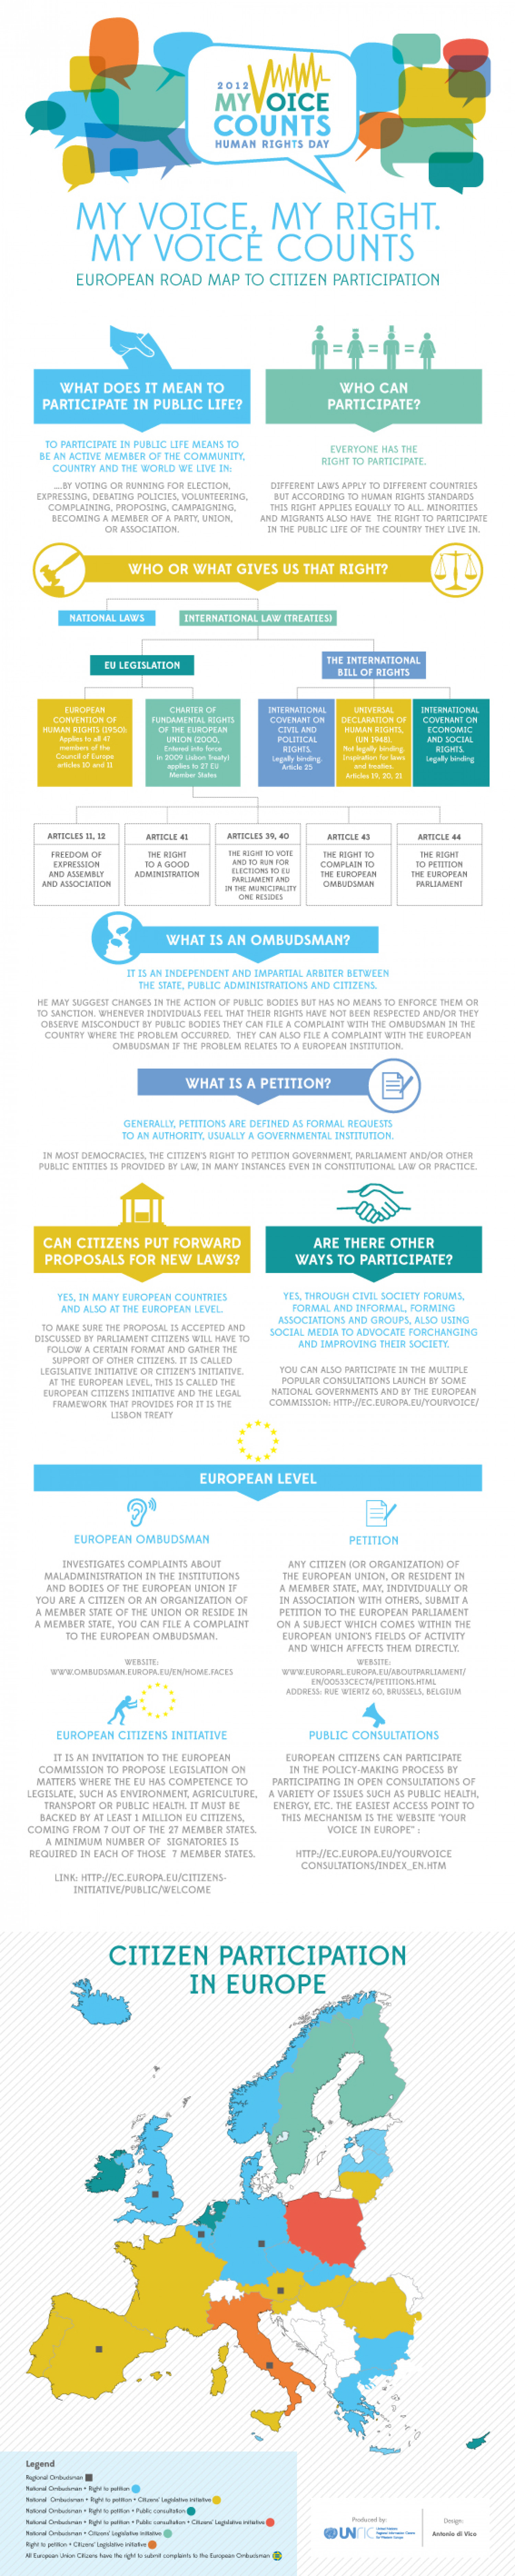 2012
MY VOICE
COUNTS
HUMAN RIGHTS DAY
MY VOICE, MY RIGHT.
MY VOICE COUNTS
EUROPEAN ROAD MAP TO CITIZEN PARTICIPATION
WHAT DOES IT MEAN TO
PARTICIPATE IN PUBLIC LIFE?
TO PARTICIPATE IN PUBLIC LIFE MEANS TO
BE AN ACTIVE MEMBER OF THE COMMUNITY,
COUNTRY AND THE WORLD WE LIVE IN:
....BY VOTING OR RUNNING FOR ELECTION,
EXPRESSING, DEBATING POLICIES, VOLUNTEERING,
COMPLAINING, PROPOSING, CAMPAIGNING,
BECOMING A MEMBER OF A PARTY, UNION,
OR ASSOCIATION.
WHO CAN
PARTICIPATE?
EVERYONE HAS THE
RIGHT TO PARTICIPATE.
DIFFERENT LAWS APPLY TO DIFFERENT COUNTRIES
BUT ACCORDING TO HUMAN RIGHTS STANDARDS
THIS RIGHT APPLIES EQUALLY TO ALL. MINORITIES
AND MIGRANTS ALSO HAVE THE RIGHT TO PARTICIPATE
IN THE PUBLIC LIFE OF THE COUNTRY THEY LIVE IN.
WHO OR WHAT GIVES US THAT RIGHT?
NATIONAL LAWS
INTERNATIONAL LAW (TREATIES)
EU LEGISLATION
THE INTERNATIONAL
BILL OF RIGHTS
EUROPEAN
CONVENTION OF
HUMAN RIGHTS (1950).
Applies to all 47
members of the
Council of Europe
articles 10 and 11
CHARTER OF
FUNDAMENTAL RIGHTS
OF THE EUROPEAN
UNION (2000,
Entered into force
in 2009 Lisbon Treaty)
applies to 27 EU
Member States
INTERNATIONAL
COVENANT ON
CIVIL AND
POLITICAL
RIGHTS.
Legally binding.
Article 25
UNIVERSAL
DECLARATION OF
HUMAN RIGHTS,
(UN 1948).
Not legally binding.
Inspiration for laws
and treaties.
Articles 19, 20, 21
INTERNATIONAL
COVENANT ON
ECONOMIC
AND SOCIAL
RIGHTS.
Legally binding
ARTICLES 11, 12
FREEDOM OF
EXPRESSION
AND ASSEMBLY
AND ASSOCIATION
ARTICLE 41
THE RIGHT
TO A GOOD
ADMINISTRATION
ARTICLES 39, 40
THE RIGHT TO VOTE
AND TO RUN FOR
ELECTIONS TO EU
PARLIAMENT AND
IN THE MUNICIPALITY
ONE RESIDES
ARTICLE 43
THE RIGHT TO
COMPLAIN TO
THE EUROPEAN
OMBUDSMAN
ARTICLE 44
THE RIGHT
TO PETITION
THE EUROPEAN
PARLIAMENT
WHAT IS AN OMBUDSMAN?
IT IS AN INDEPENDENT AND IMPARTIAL ARBITER BETWEEN
THE STATE, PUBLIC ADMINISTRATIONS AND CITIZENS.
HE MAY SUGGEST CHANGES IN THE ACTION OF PUBLIC BODIES BUT HAS NO MEANS TO ENFORCE THEM OR
TO SANCTION. WHENEVER INDIVIDUALS FEEL THAT THEIR RIGHTS HAVE NOT BEEN RESPECTED AND/OR THEY
OBSERVE MISCONDUCT BY PUBLIC BODIES THEY CAN FILE A COMPLAINT WITH THE OMBUDSMAN IN THE
COUNTRY WHERE THE PROBLEM OCCURRED. THEY CAN ALSO FILE A COMPLAINT WITH THE EUROPEAN
OMBUDSMAN IF THE PROBLEM RELATES TO A EUROPEAN INSTITUTION.
WHAT IS A PETITION?
GENERALLY, PETITIONS ARE DEFINED AS FORMAL REQUESTS
TO AN AUTHORITY, USUALLY A GOVERNMENTAL INSTITUTION.
IN MOST DEMOCRACIES, THE CITIZEN'S RIGHT TO PETITION GOVERNMENT, PARLIAMENT AND/OR OTHER
PUBLIC ENTITIES IS PROVIDED BY LAW, IN MANY INSTANCES EVEN IN CONSTITUTIONAL LAW OR PRACTICE.
CAN CITIZENS PUT FORWARD
PROPOSALS FOR NEW LAWS?
YES, IN MANY EUROPEAN COUNTRIES
AND ALSO AT THE EUROPEAN LEVEL.
TO MAKE SURE THE PROPOSAL IS ACCEPTED AND
DISCUSSED BY PARLIAMENT CITIZENS WILL HAVE TO
FOLLOW A CERTAIN FORMAT AND GATHER THE
SUPPORT OF OTHER CITIZENS. IT IS CALLED
LEGISLATIVE INITIATIVE OR CITIZEN'S INITIATIVE.
AT THE EUROPEAN LEVEL, THIS IS CALLED THE
EUROPEAN CITIZENS INITIATIVE AND THE LEGAL
FRAMEWORK THAT PROVIDES FOR IT IS THE
LISBON TREATY
ARE THERE OTHER
WAYS TO PARTICIPATE?
YES, THROUGH CIVIL SOCIETY FORUMS,
FORMAL AND INFORMAL, FORMING
ASSOCIATIONS AND GROUPS, ALSO USING
SOCIAL MEDIA TO ADVOCATE FORCHANGING
AND IMPROVING THEIR SOCIETY.
YOU CAN ALSO PARTICIPATE IN THE MULTIPLE
POPULAR CONSULTATIONS LAUNCH BY SOME
NATIONAL GOVERNMENTS AND BY THE EUROPEAN
COMMISSION: HTTP://EC.EUROPA.EU/YOURVOICE/
EUROPEAN LEVEL
EUROPEAN OMBUDSMAN
INVESTIGATES COMPLAINTS ABOUT
MALADMINISTRATION IN THE INSTITUTIONS
AND BODIES OF THE EUROPEAN UNION IF
YOU ARE A CITIZEN OR AN ORGANIZATION OF
A MEMBER STATE OF THE UNION OR RESIDE IN
A MEMBER STATE, YOU CAN FILE A COMPLAINT
TO THE EUROPEAN OMBUDSMAN.
WEBSITE:
WWW.OMBUDSMAN.EUROPA.EU/EN/HOME.FACES
PETITION
ANY CITIZEN (OR ORGANIZATION) OF
THE EUROPEAN UNION, OR RESIDENT IN
A MEMBER STATE, MAY, INDIVIDUALLY OR
IN ASSOCIATION WITH OTHERS, SUBMIT A
PETITION TO THE EUROPEAN PARLIAMENT
ON A SUBJECT WHICH COMES WITHIN THE
EUROPEAN UNION'S FIELDS OF ACTIVITY
AND WHICH AFFECTS THEM DIRECTLY.
WEBSITE:
WWW.EUROPARL.EUROPA.EU/ABOUTPARLIAMENT/
EN/00533CEC74/PETITIONS.HTML
ADDRESS: RUE WIERTZ 60, BRUSSELS, BELGIUM
EUROPEAN CITIZENS INITIATIVE
IT IS AN INVITATION TO THE EUROPEAN
COMMISSION TO PROPOSE LEGISLATION ON
MATTERS WHERE THE EU HAS COMPETENCE TO
LEGISLATE, SUCH AS ENVIRONMENT, AGRICULTURE,
TRANSPORT OR PUBLIC HEALTH. IT MUST BE
BACKED BY AT LEAST 1 MILLION EU CITIZENS,
COMING FROM 7 OUT OF THE 27 MEMBER STATES.
A MINIMUM NUMBER OF SIGNATORIES IS
REQUIRED IN EACH OF THOSE 7 MEMBER STATES.
LINK: HTTP://EC.EUROPA.EU/CITIZENS-
INITIATIVE/PUBLIC/WELCOME
PUBLIC CONSULTATIONS
EUROPEAN CITIZENS CAN PARTICIPATE
IN THE POLICY-MAKING PROCESS BY
PARTICIPATING IN OPEN CONSULTATIONS OF
A VARIETY OF ISSUES SUCH AS PUBLIC HEALTH,
ENERGY, ETC. THE EASIEST ACCESS POINT TO
THIS MECHANISM IS THE WEBSITE "YOUR
VOICE IN EUROPE" :
HTTP://EC.EUROPA.EU/YOURVOICE
CONSULTATIONS/INDEX_EN.HTM
CITIZEN PARTICIPATION
IN EUROPE
Legend
Regional Ombudsman
National Ombudsman + Right to petition
National Ombudsman + Right to petition + Citizens' Legislative initiative
National Ombudsman + Right to petition + Public consultation
National Ombudsman + Right to petition + Public consultation + Citizens' Legislative initiative
National Ombudsman + Citizens' Legislative initiative
Right to petition + Citizens' Legislative initiative
All European Union Citizens have the right to submit complaints to the European Ombudsman
Produced by:
UNRIC
Design:
Antonio di Vico